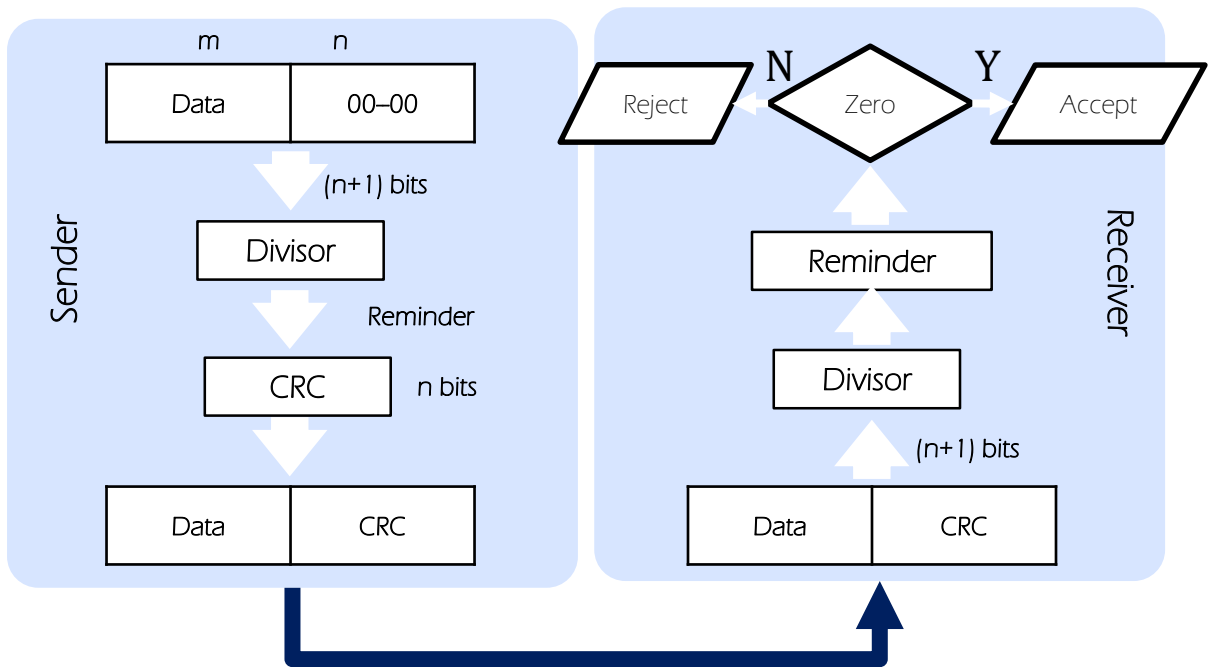 m n
Data 00–00
(n+1) bits
Divisor
Reminder
CRC n bits
Data CRC
Sender
N Y
Reject Zero Accept
Reminder
Divisor
(n+1) bits
Data CRC
Receiver